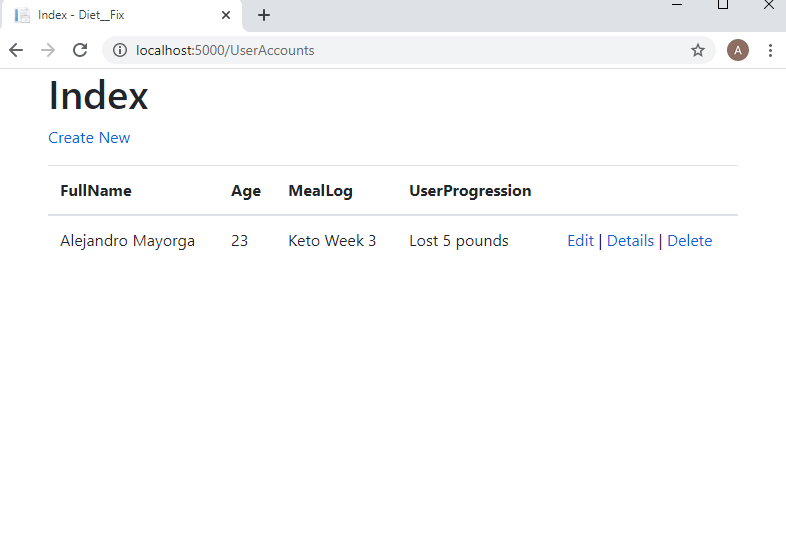 Index - Diet__Fix
localhost:5000/UserAccounts
A
Index
Create New
FullName Age MealLog UserProgression
Alejandro Mayorga 23 Keto Week 3 Lost 5 pounds Edit | Details | Delete